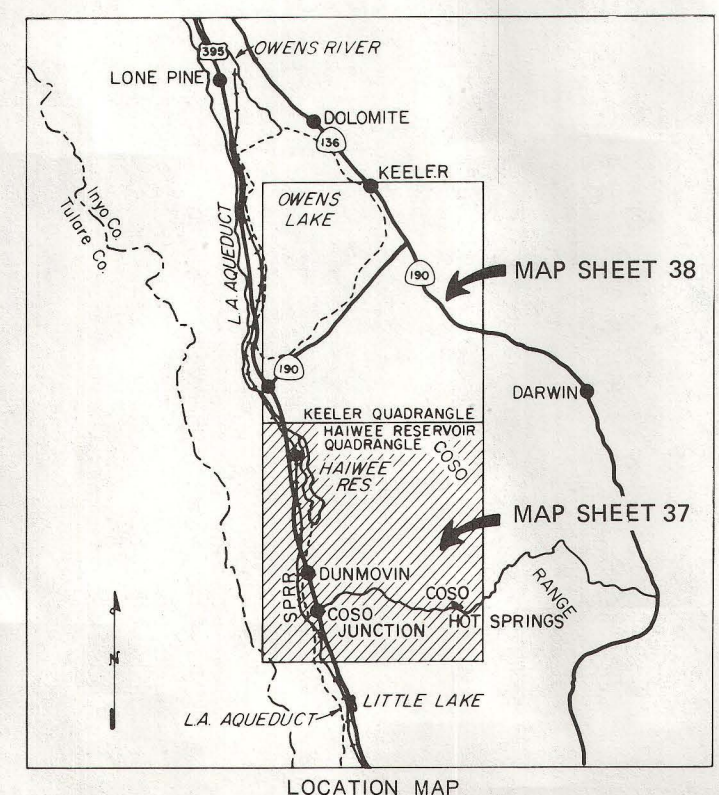 395
OWENS RIVER
LONE PINE
DOLOMITE
136
KEELER
Inyo Co.
Tulare Co.
OWENS
LAKE
L.A. AQUEDUCT
190
MAP SHEET 38
190
DARWIN
KEELER QUADRANGLE
HAIWEE RESERVOIR
QUADRANGLE
COSO
HAIWEE
RES
MAP SHEET 37
DUNMOVIN
SPRR
COSO
HOT SPRINGS
RANGE
COSO
JUNCTION
N
LITTLE LAKE
L.A. AQUEDUCT
LOCATION MAP